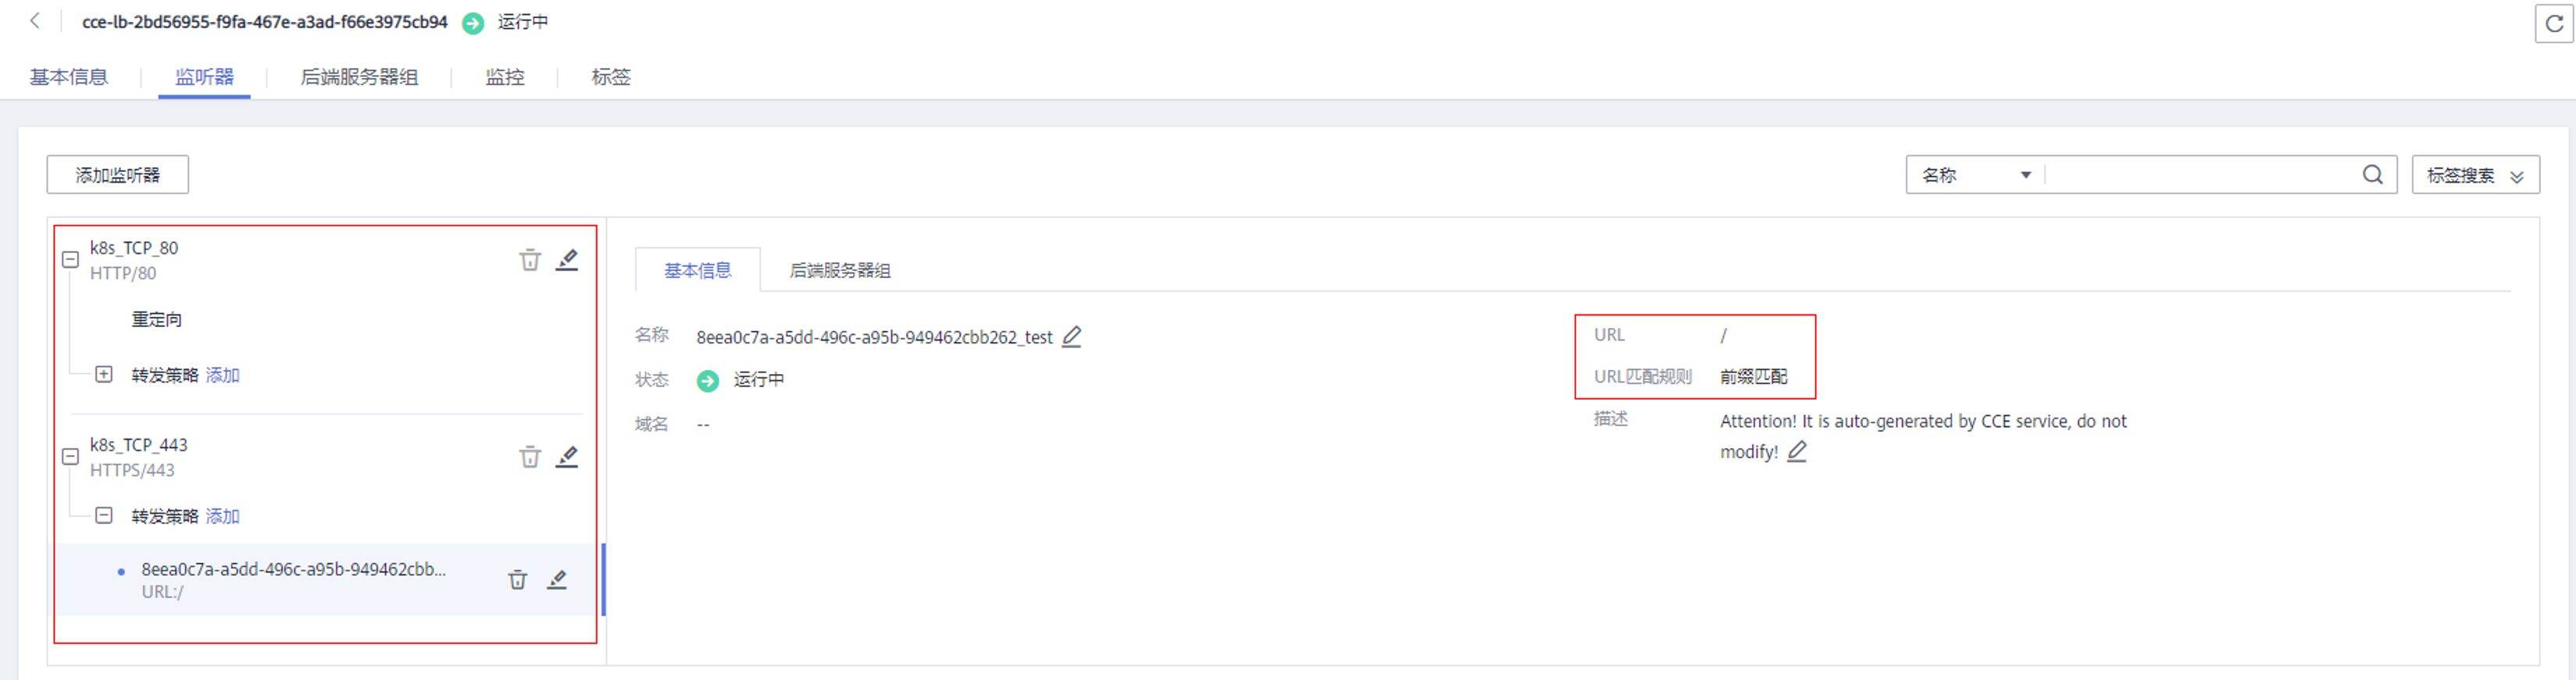 cce-lb-2bd56955-f9fa-467e-a3ad-f66e3975cb94 运行中
基本信息 监听器 后端服务器组 监控 标签
添加监听器 名称 标签搜索
k8s_TCP_80
HTTP/80
重定向
转发策略 添加
k8s_TCP_443
HTTPS/443
转发策略 添加
8eea0c7a-a5dd-496c-a95b-949462cbb...
URL:/
基本信息 后端服务器组
名称 8eea0c7a-a5dd-496c-a95b-949462cbb262_test
状态 运行中
域名 --
URL /
URL匹配规则 前缀匹配
描述 Attention! It is auto-generated by CCE service, do not
modify!